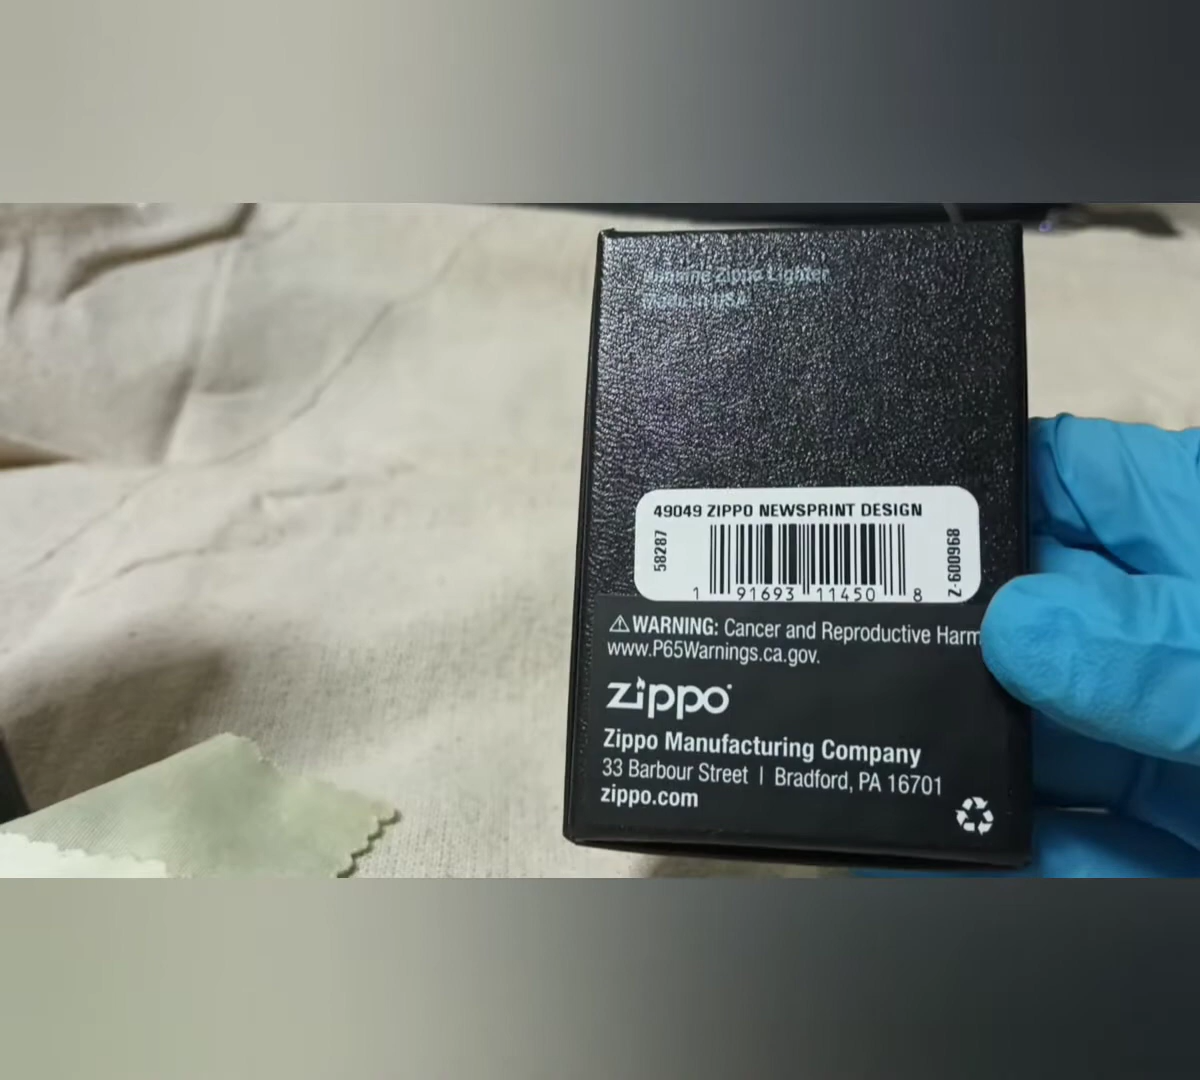 Genuine Zippo Lighter
Made in USA
49049 ZIPPO NEWSPRINT DESIGN
58287
Z-600968
1 91693 11450 8
⚠ WARNING: Cancer and Reproductive Harm
www.P65Warnings.ca.gov.
zippo
Zippo Manufacturing Company
33 Barbour Street | Bradford, PA 16701
zippo.com